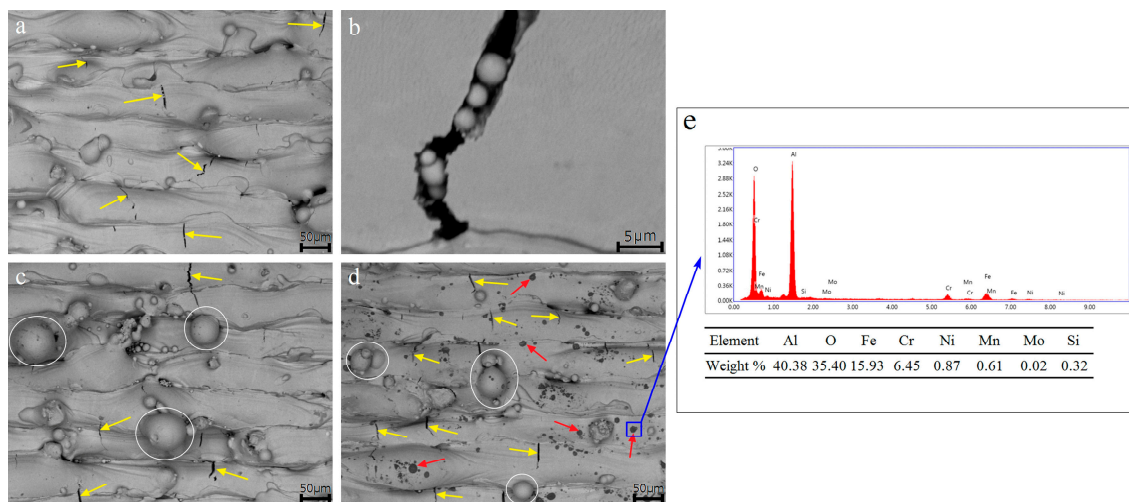 a
50μm
b
5μm
c
50μm
d
50μm
e
3.60K
3.24K
2.88K
2.52K
2.16K
1.80K
1.44K
1.08K
0.72K
0.36K
0.00K
O
Al
Cr
Fe
Mn
Ni
Si
Mo
Mo
Cr
Mn
Cr
Fe
Mn
Fe
Ni
Ni
0.00 1.00 2.00 3.00 4.00 5.00 6.00 7.00 8.00 9.00
Element Al O Fe Cr Ni Mn Mo Si
Weight % 40.38 35.40 15.93 6.45 0.87 0.61 0.02 0.32